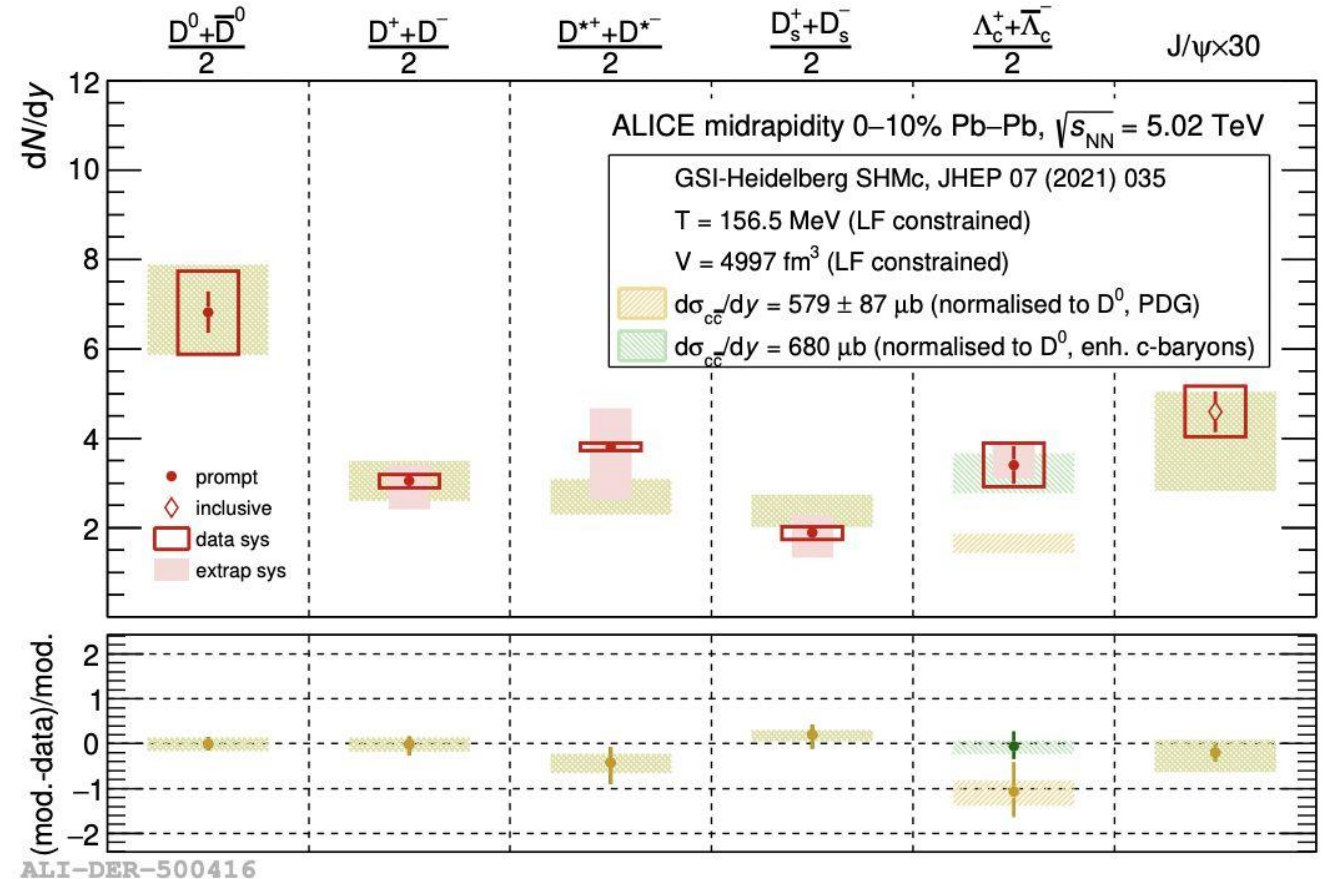 D⁰+D̅⁰ / 2
D⁺+D⁻ / 2
D*⁺+D*⁻ / 2
Dₛ⁺+Dₛ⁻ / 2
Λ_c⁺+Λ̅_c⁻ / 2
J/ψ×30
dN/dy
12
10
8
6
4
2
ALICE midrapidity 0–10% Pb–Pb, √s_NN = 5.02 TeV
GSI-Heidelberg SHMc, JHEP 07 (2021) 035
T = 156.5 MeV (LF constrained)
V = 4997 fm³ (LF constrained)
dσ_cc̅/dy = 579 ± 87 μb (normalised to D⁰, PDG)
dσ_cc̅/dy = 680 μb (normalised to D⁰, enh. c-baryons)
prompt
inclusive
data sys
extrap sys
(mod.-data)/mod.
2
1
0
−1
−2
ALI−DER−500416